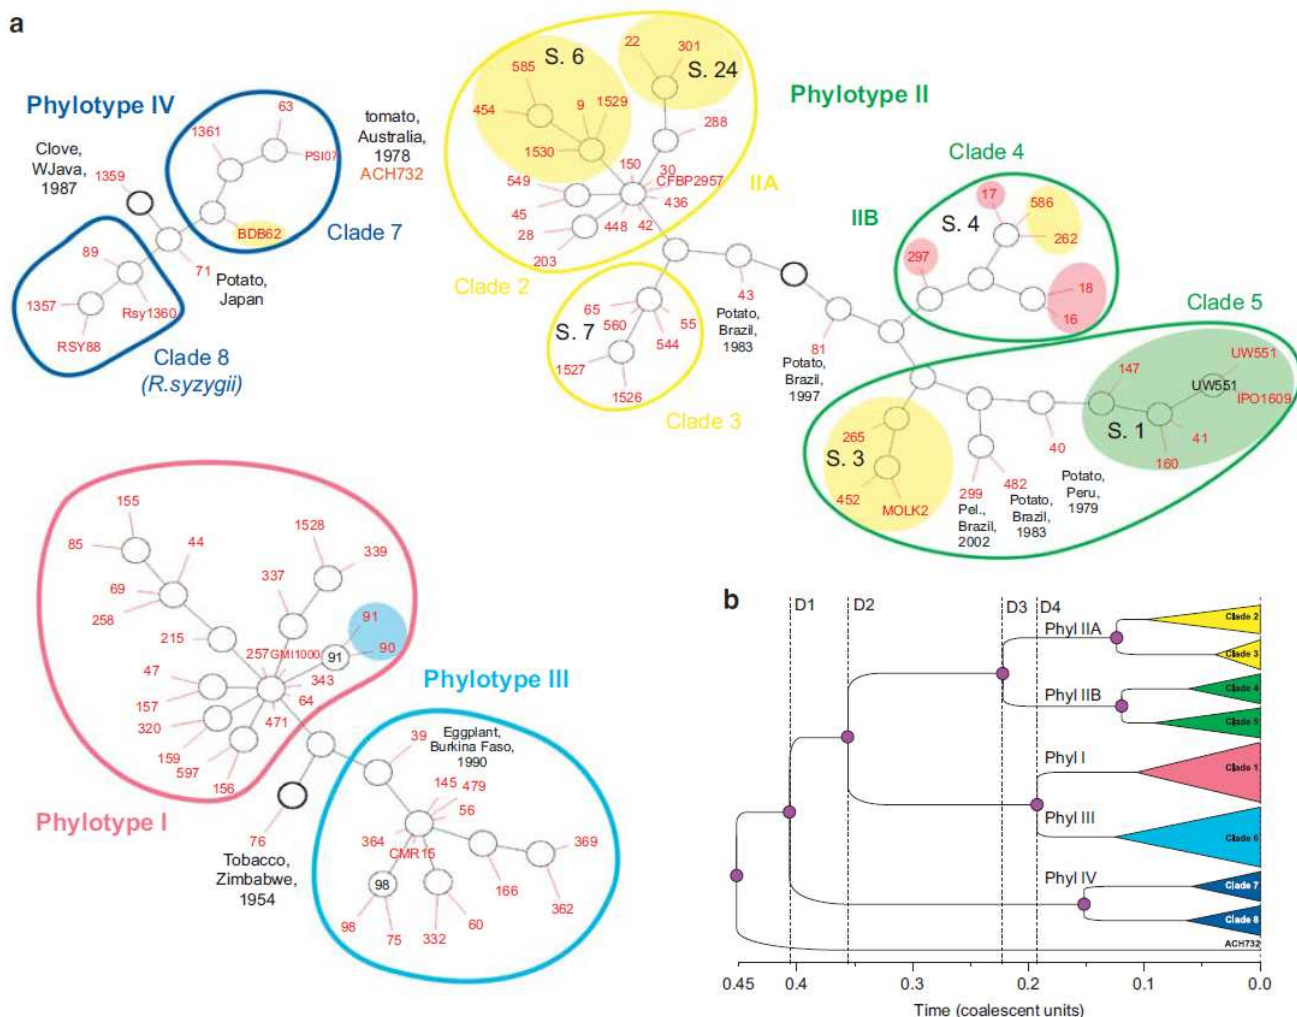 a
Phylotype IV
Clove,
WJava,
1987
1359
1361
63
PSI07
BDB62
Clade 7
tomato,
Australia,
1978
ACH732
89
71
Potato,
Japan
1357
Rsy1360
RSY88
Clade 8
(R.syzygii)
S. 6
585
454
9
1529
1530
22
301
S. 24
288
150
30
CFBP2957
436
549
45
28
203
448
42
IIA
Clade 2
Phylotype II
65
S. 7
560
55
544
1527
1526
Clade 3
43
Potato,
Brazil,
1983
81
Potato,
Brazil,
1997
IIB
Clade 4
17
586
S. 4
262
297
18
16
Clade 5
147
UW551
UW551
IPO1609
S. 1
41
160
265
S. 3
452
MOLK2
299
Pel.,
Brazil,
2002
482
Potato,
Brazil,
1983
40
Potato,
Peru,
1979
155
85
44
1528
339
69
337
258
215
91
91
90
257
GMI1000
47
343
157
64
320
471
159
597
156
Phylotype I
Phylotype III
39
Eggplant,
Burkina Faso,
1990
145
479
56
76
Tobacco,
Zimbabwe,
1954
364
CMR15
369
98
166
362
98
75
332
60
b
D1
D2
D3
D4
Phyl IIA
Clade 2
Clade 3
Phyl IIB
Clade 4
Clade 5
Phyl I
Clade 1
Phyl III
Clade 6
Phyl IV
Clade 7
Clade 8
ACH732
0.45
0.4
0.3
0.2
0.1
0.0
Time (coalescent units)